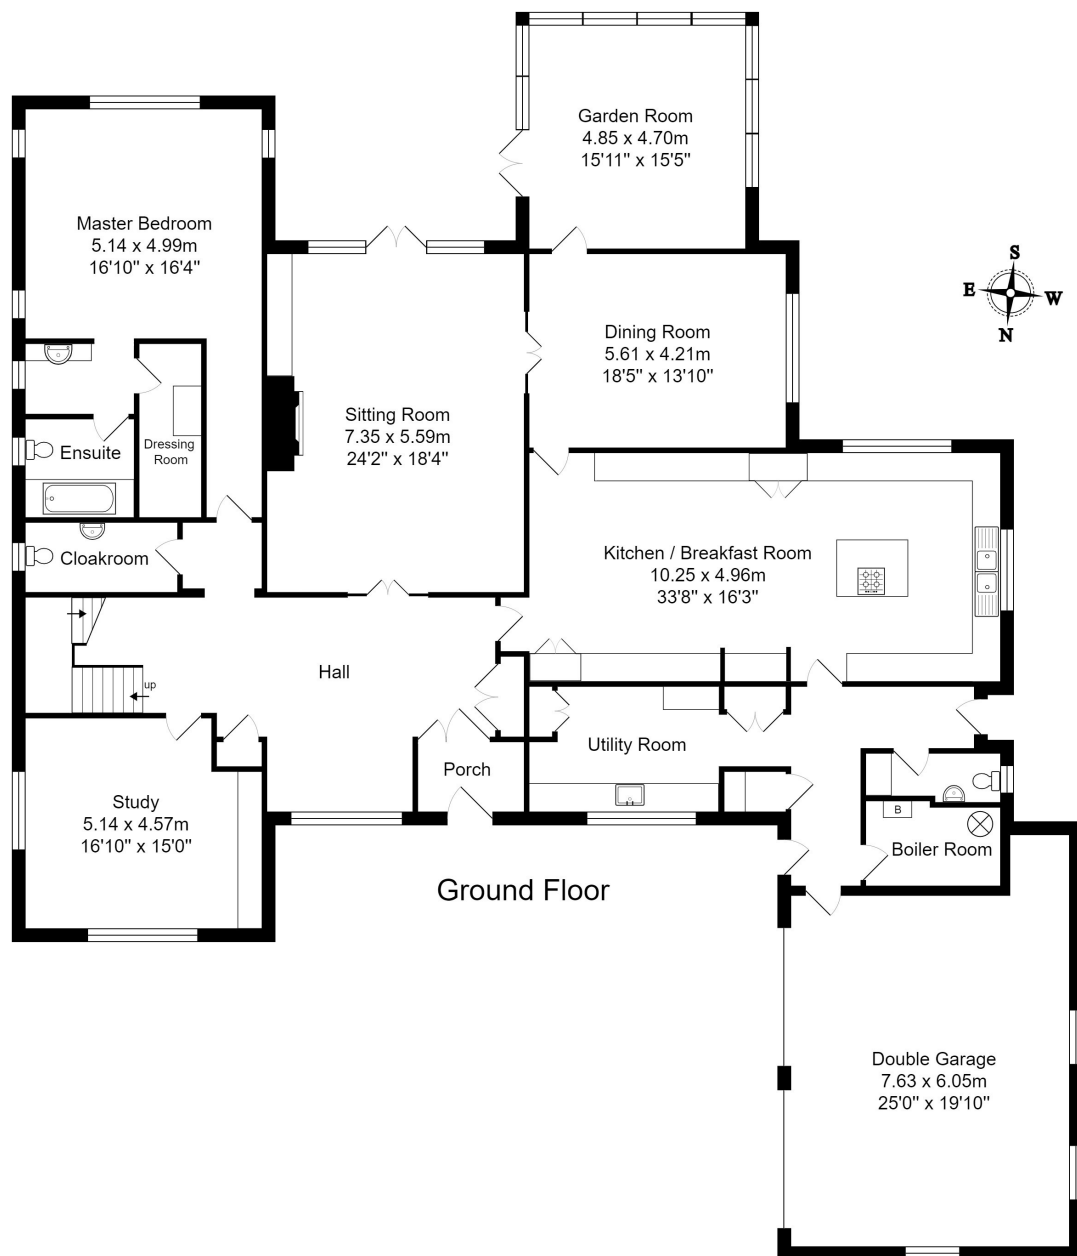 Garden Room
4.85 x 4.70m
15'11" x 15'5"
Master Bedroom
5.14 x 4.99m
16'10" x 16'4"
S
E
W
N
Dining Room
5.61 x 4.21m
18'5" x 13'10"
Sitting Room
7.35 x 5.59m
24'2" x 18'4"
Ensuite
Dressing
Room
Cloakroom
Kitchen / Breakfast Room
10.25 x 4.96m
33'8" x 16'3"
Hall
up
Utility Room
Porch
Study
5.14 x 4.57m
16'10" x 15'0"
B
Boiler Room
Ground Floor
Double Garage
7.63 x 6.05m
25'0" x 19'10"